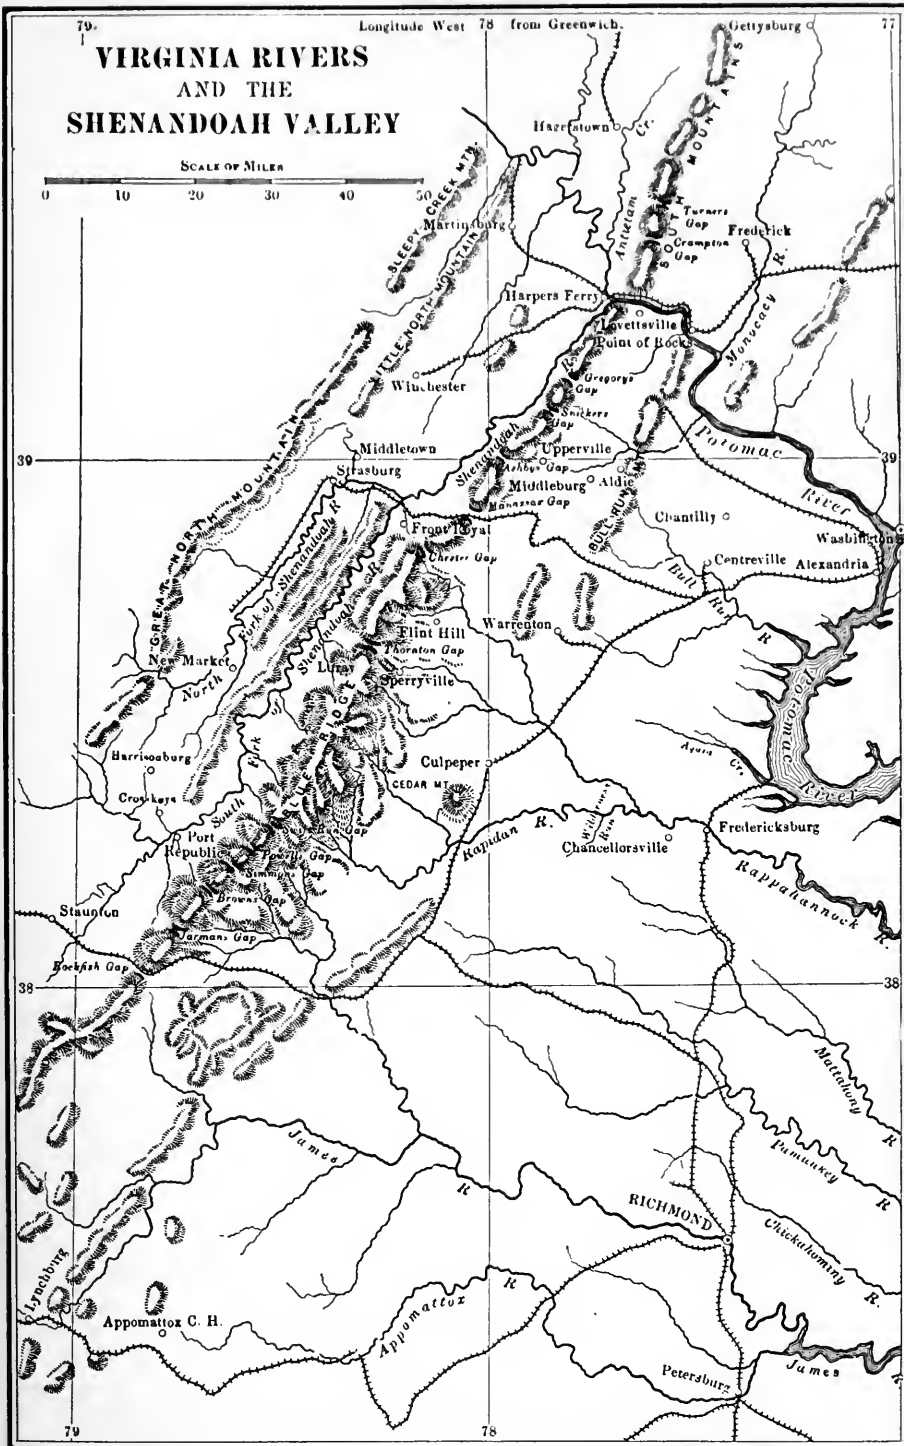 79.
Longitude West 78 from Greenwich.
77
VIRGINIA RIVERS
AND THE
SHENANDOAH VALLEY
SCALE OF MILES
0 10 20 30 40 50
Gettysburg
Hagerstown
Antietam Cr.
SOUTH MOUNTAINS
SLEEPY CREEK MTN.
LITTLE NORTH MOUNTAIN
Martinsburg
Turners Gap
Frederick
Crampton Gap
Harpers Ferry
Lovettsville
Point of Rocks
Monocacy R.
Winchester
Gregorys Gap
Snickers Gap
Shenandoah R.
GREAT NORTH MOUNTAIN
39
Middletown
Strasburg
Upperville
Ashbys Gap
Middleburg
Aldie
Manassas Gap
BULL RUN MT
Potomac River
39
Chantilly
Washington
Front Royal
Chester Gap
Centreville
Alexandria
Bull Run R
North Fork of Shenandoah R
South Fork Shenandoah R
Flint Hill
Warrenton
Thornton Gap
New Market
Luray
Sperryville
BLUE RIDGE
Potomac River
Aquia Cr.
Harrisonburg
Culpeper
CEDAR MT.
Crosskeys
Port Republic
Swift Run Gap
Powells Gap
Simmons Gap
Browns Gap
Jarmans Gap
Rapidan R.
Wilderness Run
Chancellorsville
Fredericksburg
Rappahannock R.
Staunton
Rockfish Gap
38
38
Mattahony R
Pamunkey R
James R
RICHMOND
Chickahominy R.
Lynchburg
Appomattox C. H.
Appomattox R
Petersburg
James R
79
78